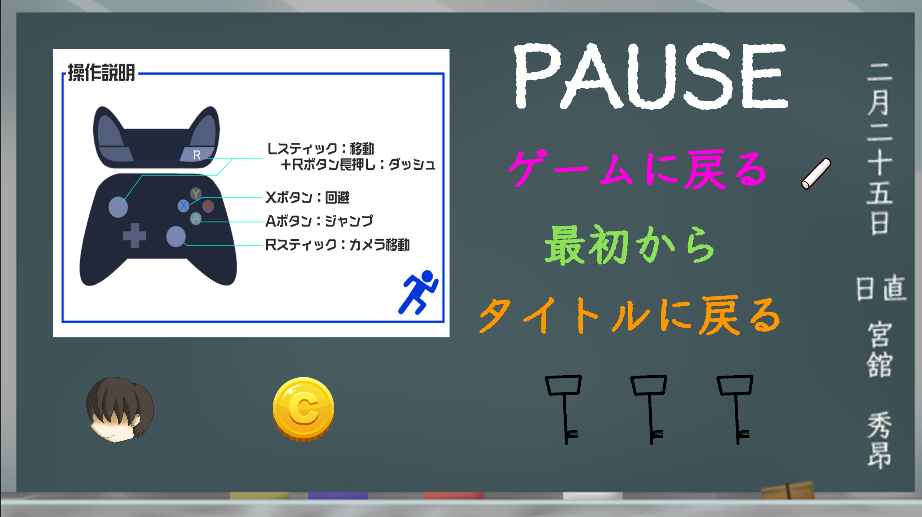 操作説明
R
Lスティック：移動
＋Rボタン長押し：ダッシュ
Y
X
B
A
Xボタン：回避
Aボタン：ジャンプ
Rスティック：カメラ移動
PAUSE
ゲームに戻る
最初から
タイトルに戻る
C
二月二十五日
日直
宮舘
秀昂